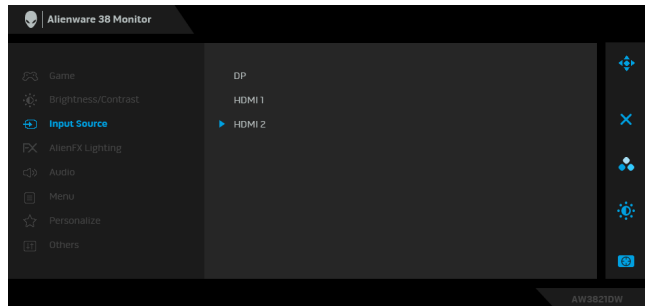 Alienware 38 Monitor
Game
Brightness/Contrast
Input Source
FX AlienFX Lighting
Audio
Menu
Personalize
Others
DP
HDMI 1
HDMI 2
AW3821DW